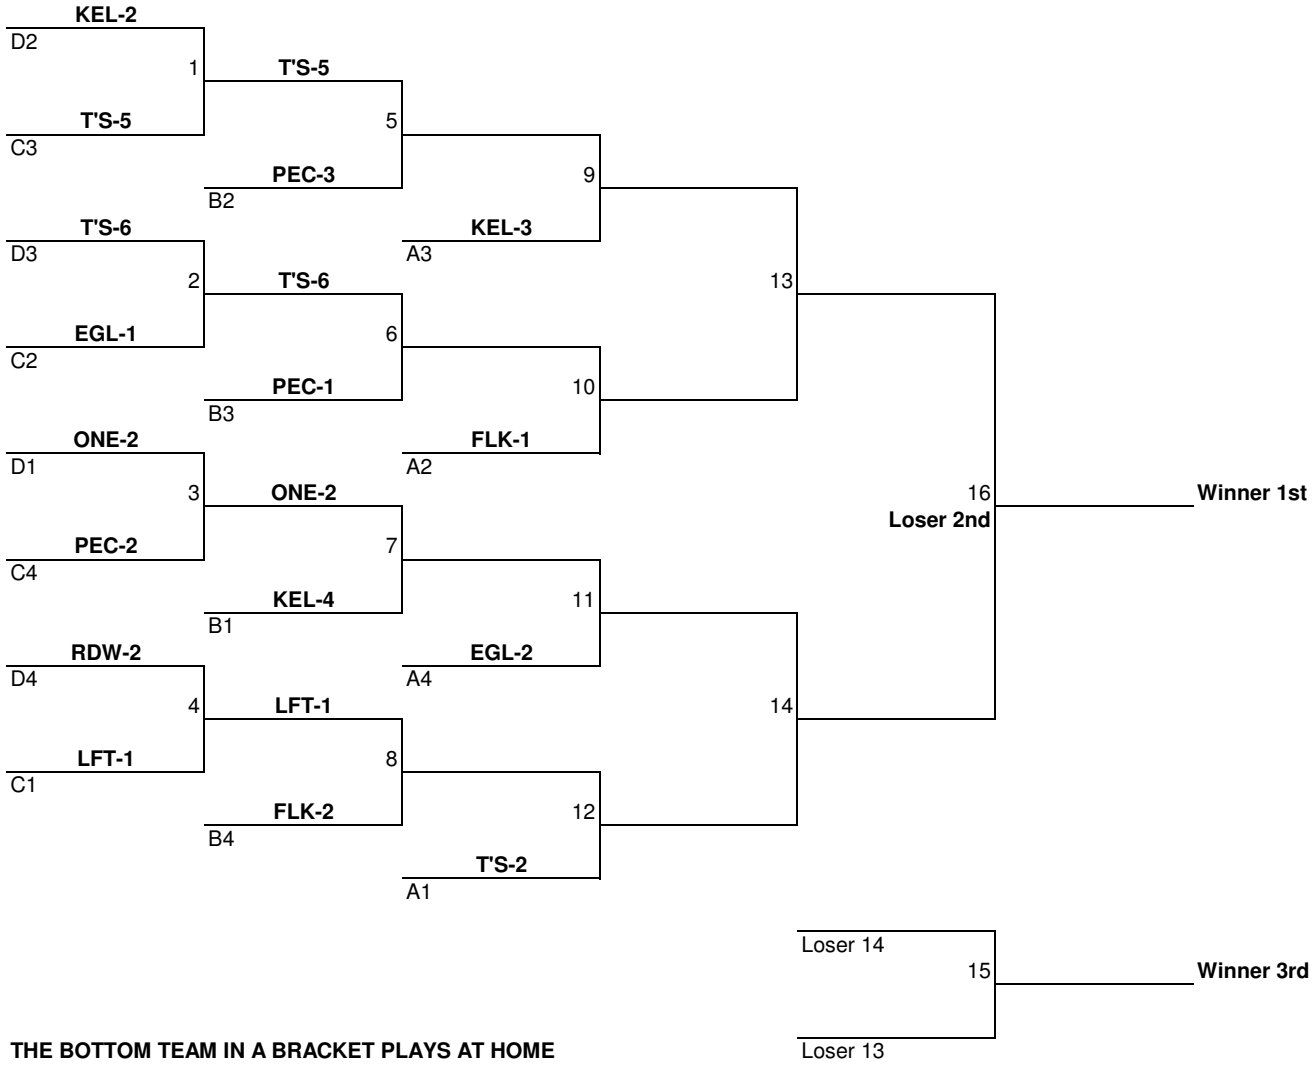 KEL-2
D2
1
T'S-5
T'S-5
5
C3
PEC-3
9
B2
T'S-6
KEL-3
D3
A3
2
T'S-6
13
EGL-1
6
C2
PEC-1
10
B3
ONE-2
FLK-1
D1
A2
3
ONE-2
16
Winner 1st
Loser 2nd
PEC-2
7
C4
KEL-4
11
B1
RDW-2
EGL-2
D4
A4
4
LFT-1
14
LFT-1
8
C1
FLK-2
12
B4
T'S-2
A1
Loser 14
15
Winner 3rd
THE BOTTOM TEAM IN A BRACKET PLAYS AT HOME
Loser 13